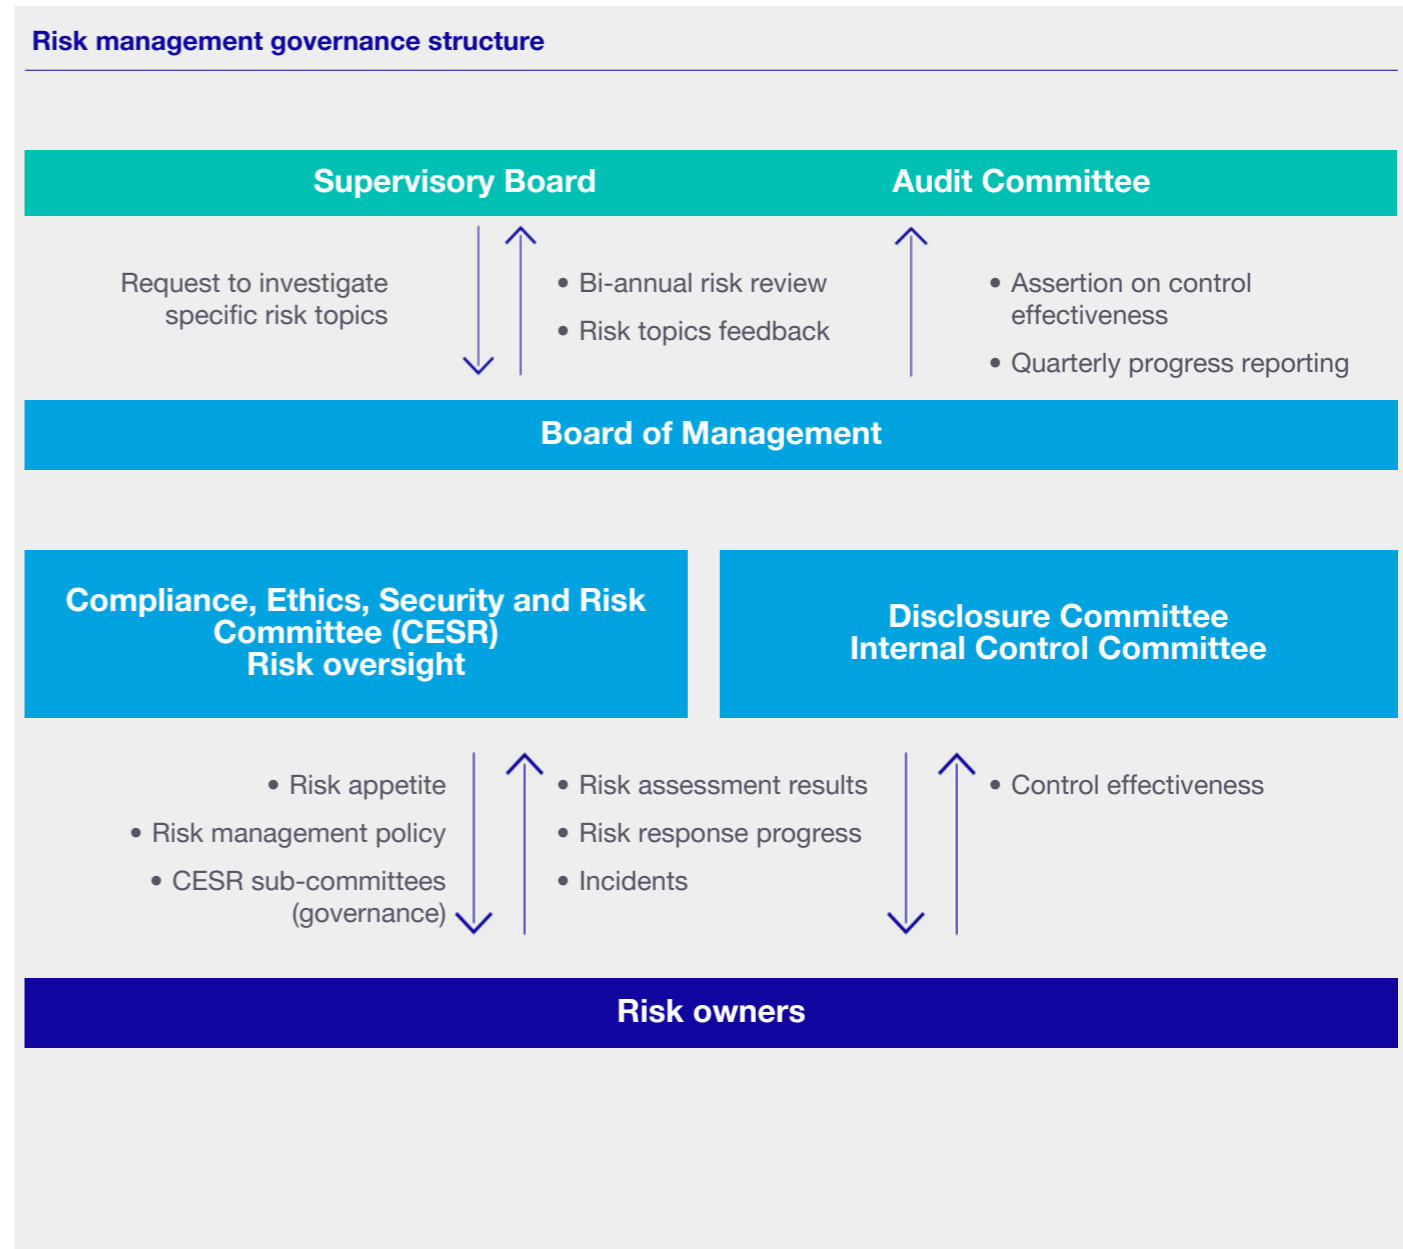 Risk management governance structure
Supervisory Board
Audit Committee
Request to investigate
specific risk topics
• Bi-annual risk review
• Risk topics feedback
• Assertion on control
effectiveness
• Quarterly progress reporting
Board of Management
Compliance, Ethics, Security and Risk
Committee (CESR)
Risk oversight
Disclosure Committee
Internal Control Committee
• Risk appetite
• Risk management policy
• CESR sub-committees
(governance)
• Risk assessment results
• Risk response progress
• Incidents
• Control effectiveness
Risk owners